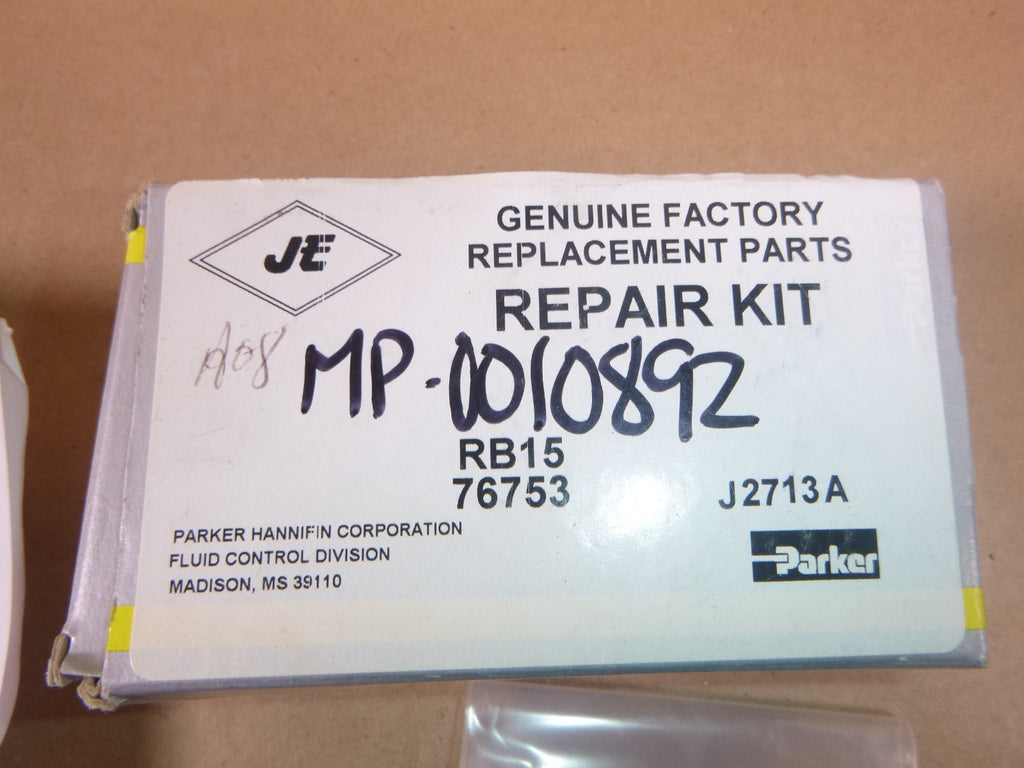 JE
GENUINE FACTORY
REPLACEMENT PARTS
REPAIR KIT
A08
MP-0010892
RB15
76753
J2713A
PARKER HANNIFIN CORPORATION
FLUID CONTROL DIVISION
MADISON, MS 39110
Parker